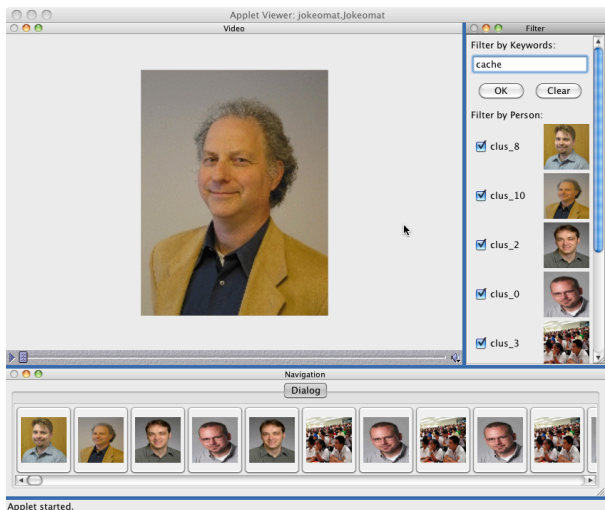 Applet Viewer: jokeomat.Jokeomat
Video
Filter
Filter by Keywords:
cache
OK Clear
Filter by Person:
clus_8
clus_10
clus_2
clus_0
clus_3
Navigation
Dialog
Applet started.